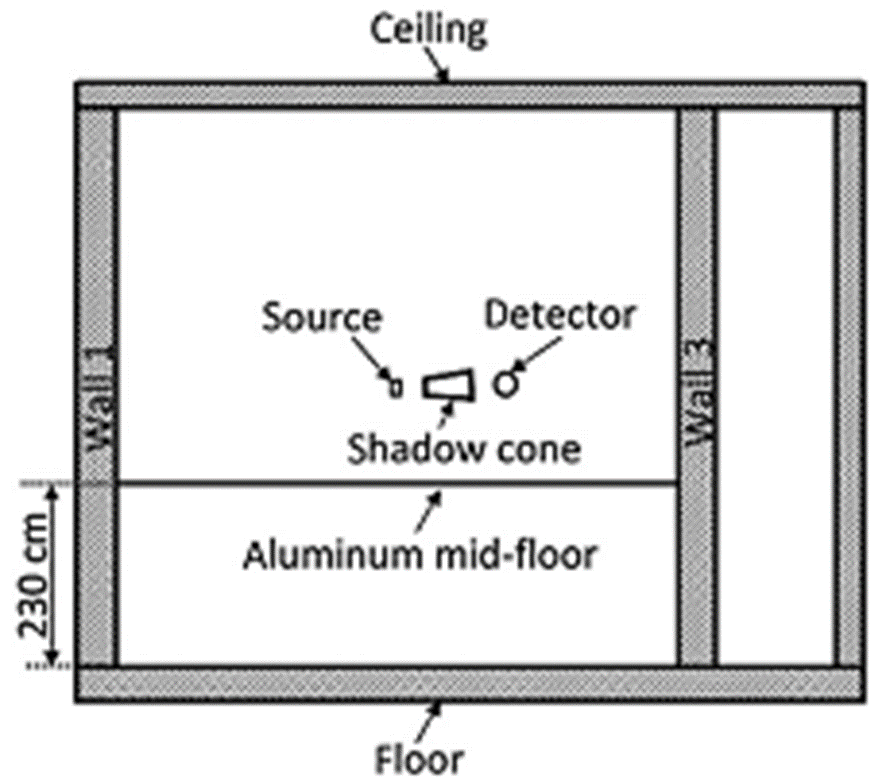 Ceiling
Source
Detector
Wall 1
Wall 3
Shadow cone
Aluminum mid-floor
230 cm
Floor